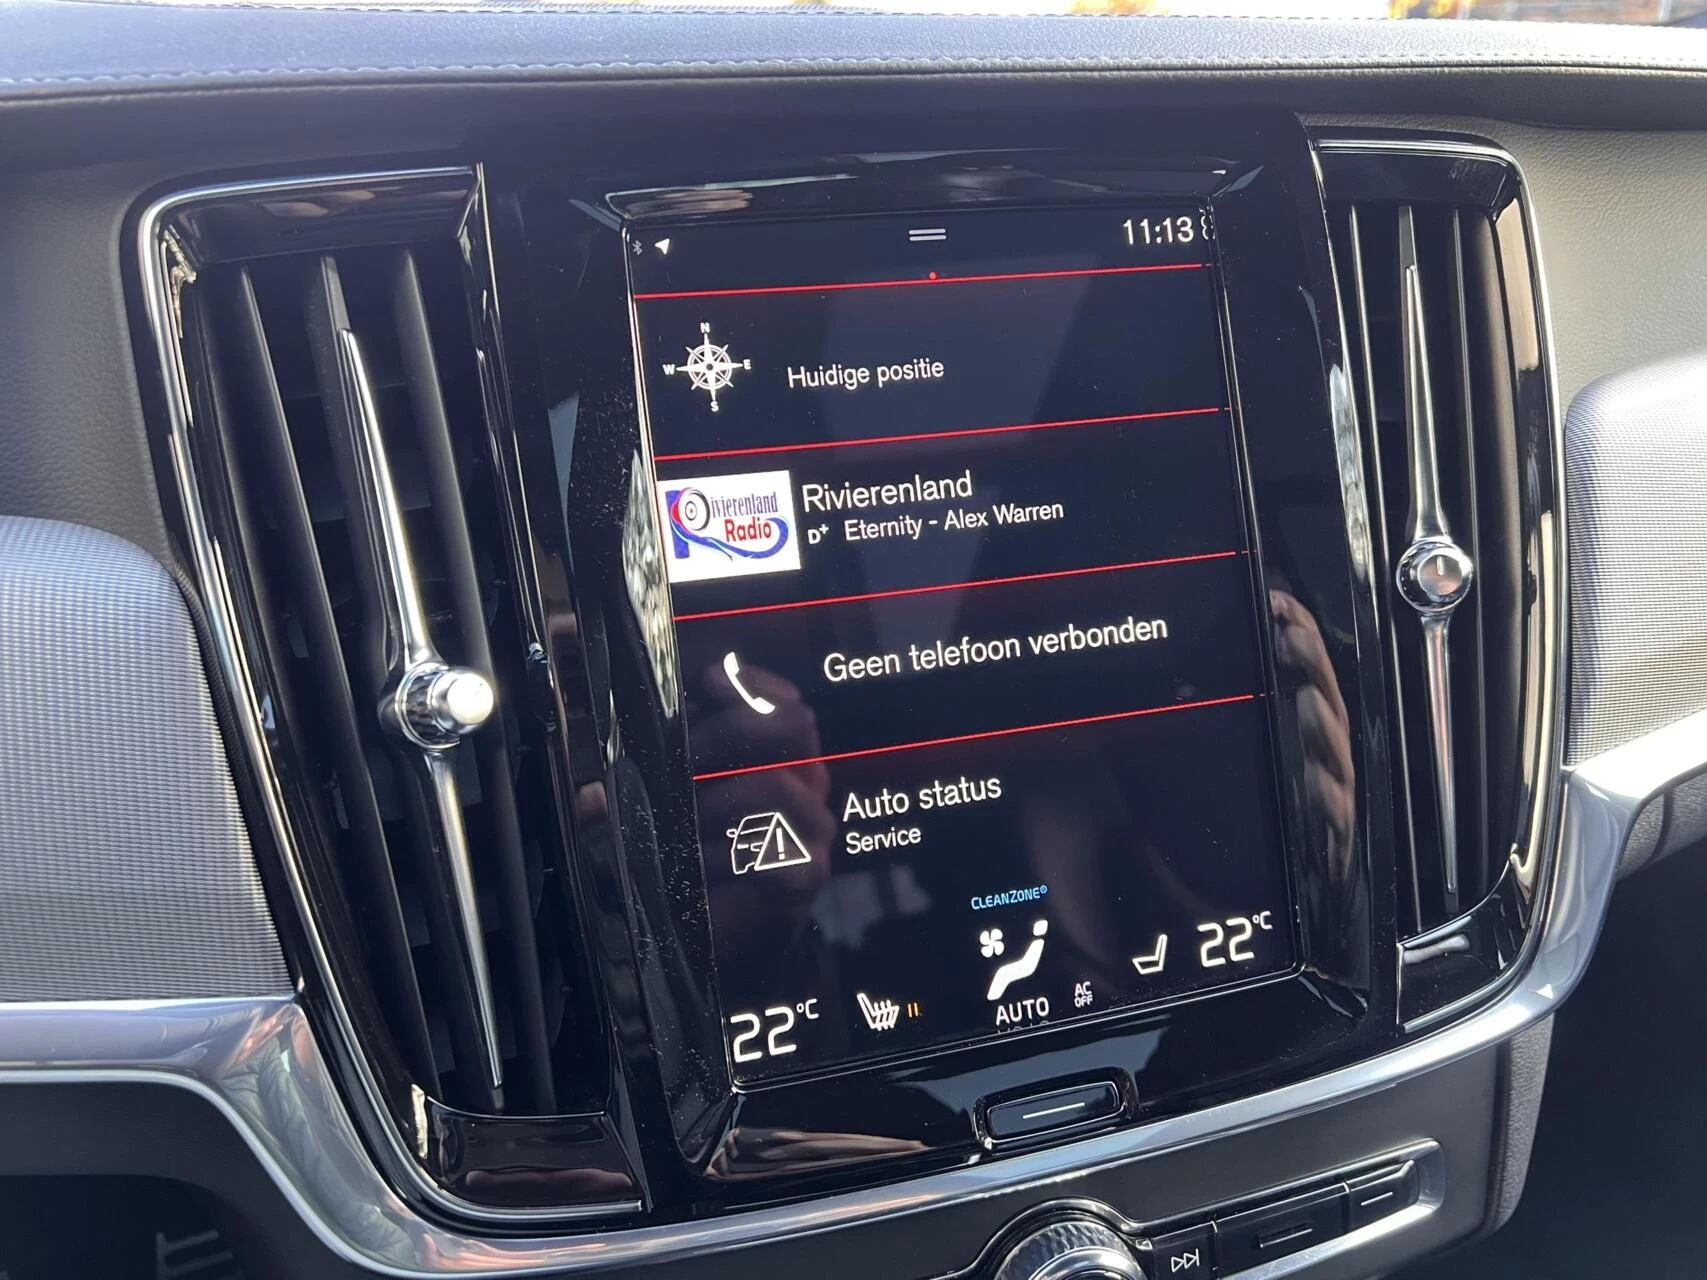 11:13
N
W E
S
Huidige positie
Rivierenland
Radio
Rivierenland
D+ Eternity - Alex Warren
Geen telefoon verbonden
Auto status
Service
CLEANZONE®
22°C
22°C
AUTO
AC
OFF